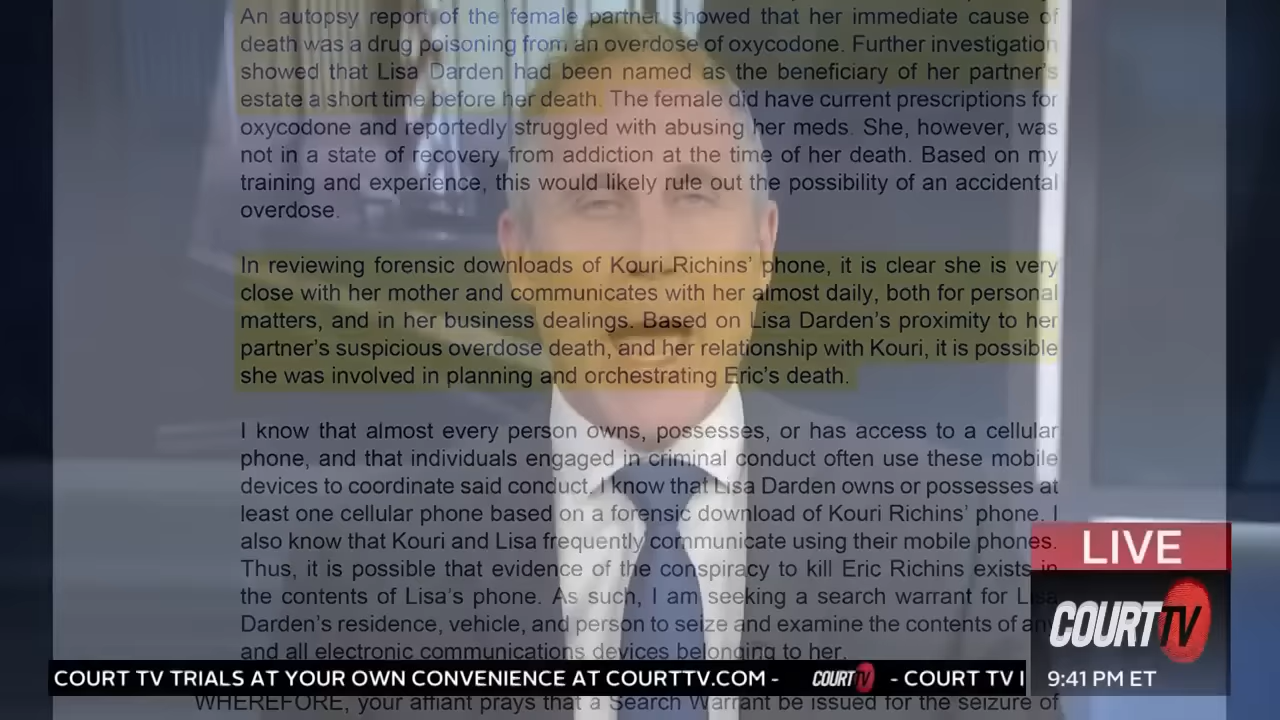 An autopsy report of the female partner showed that her immediate cause of
death was a drug poisoning from an overdose of oxycodone. Further investigation
showed that Lisa Darden had been named as the beneficiary of her partner's
estate a short time before her death. The female did have current prescriptions for
oxycodone and reportedly struggled with abusing her meds. She, however, was
not in a state of recovery from addiction at the time of her death. Based on my
training and experience, this would likely rule out the possibility of an accidental
overdose.
In reviewing forensic downloads of Kouri Richins' phone, it is clear she is very
close with her mother and communicates with her almost daily, both for personal
matters, and in her business dealings. Based on Lisa Darden's proximity to her
partner's suspicious overdose death, and her relationship with Kouri, it is possible
she was involved in planning and orchestrating Eric's death.
I know that almost every person owns, possesses, or has access to a cellular
phone, and that individuals engaged in criminal conduct often use these mobile
devices to coordinate said conduct. I know that Lisa Darden owns or possesses at
least one cellular phone based on a forensic download of Kouri Richins' phone. I
also know that Kouri and Lisa frequently communicate using their mobile phones.
Thus, it is possible that evidence of the conspiracy to kill Eric Richins exists in
the contents of Lisa's phone. As such, I am seeking a search warrant for Lisa
Darden's residence, vehicle, and person to seize and examine the contents of any
and all electronic communications devices belonging to her.
WHEREFORE, your affiant prays that a Search Warrant be issued for the seizure of
LIVE
COURT TV
9:41 PM ET
COURT TV TRIALS AT YOUR OWN CONVENIENCE AT COURTTV.COM - COURT TV - COURT TV I